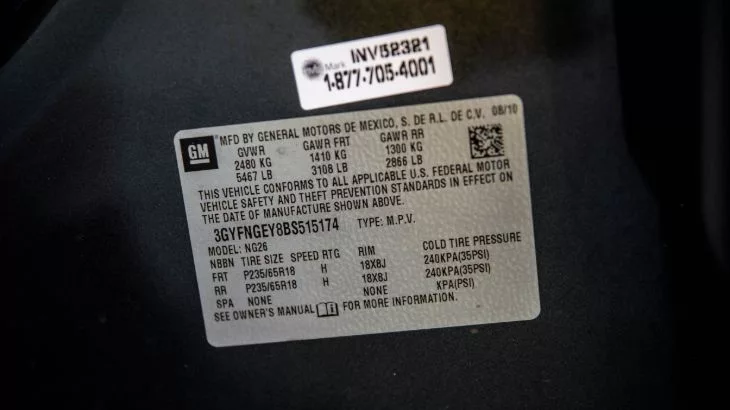 INV52321
Mark 1-877-705-4001
GM
MFD BY GENERAL MOTORS DE MEXICO, S. DE R.L. DE C.V. 08/10
GVWR GAWR FRT GAWR RR
2480 KG 1410 KG 1300 KG
5467 LB 3108 LB 2866 LB
THIS VEHICLE CONFORMS TO ALL APPLICABLE U.S. FEDERAL MOTOR
VEHICLE SAFETY AND THEFT PREVENTION STANDARDS IN EFFECT ON
THE DATE OF MANUFACTURE SHOWN ABOVE.
3GYFNGEY8BS515174 TYPE: M.P.V.
MODEL: NG26
NBBN TIRE SIZE SPEED RTG RIM COLD TIRE PRESSURE
FRT P235/65R18 H 18X8J 240KPA(35PSI)
RR P235/65R18 H 18X8J 240KPA(35PSI)
SPA NONE NONE KPA(PSI)
SEE OWNER'S MANUAL FOR MORE INFORMATION.